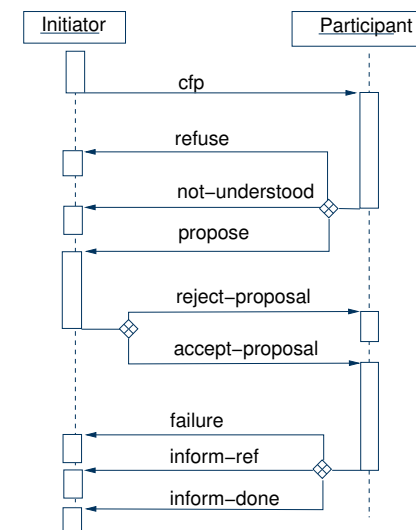 Initiator
Participant
cfp
refuse
not−understood
propose
reject−proposal
accept−proposal
failure
inform−ref
inform−done